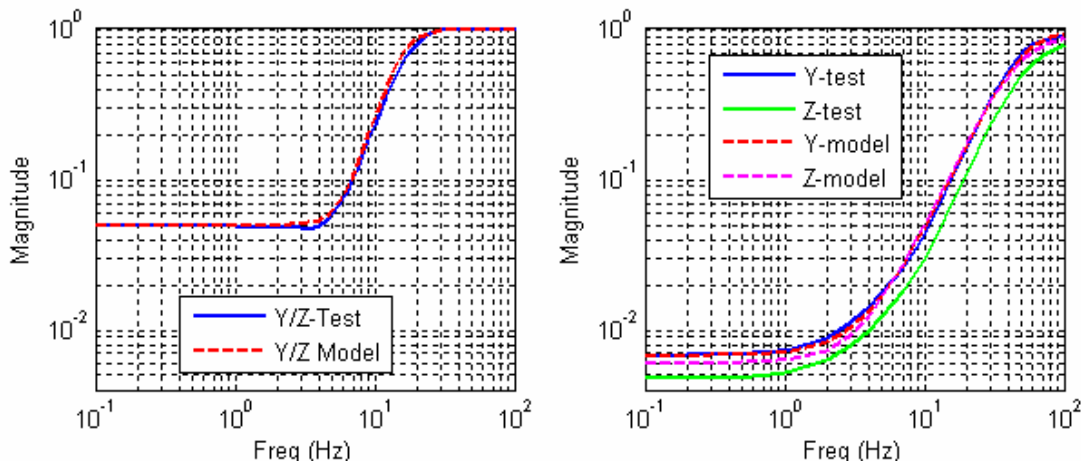 Magnitude
10^0
10^-1
10^-2
Y/Z-Test
Y/Z Model
10^-1
10^0
10^1
10^2
Freq (Hz)
Magnitude
10^0
10^-1
10^-2
Y-test
Z-test
Y-model
Z-model
10^-1
10^0
10^1
10^2
Freq (Hz)